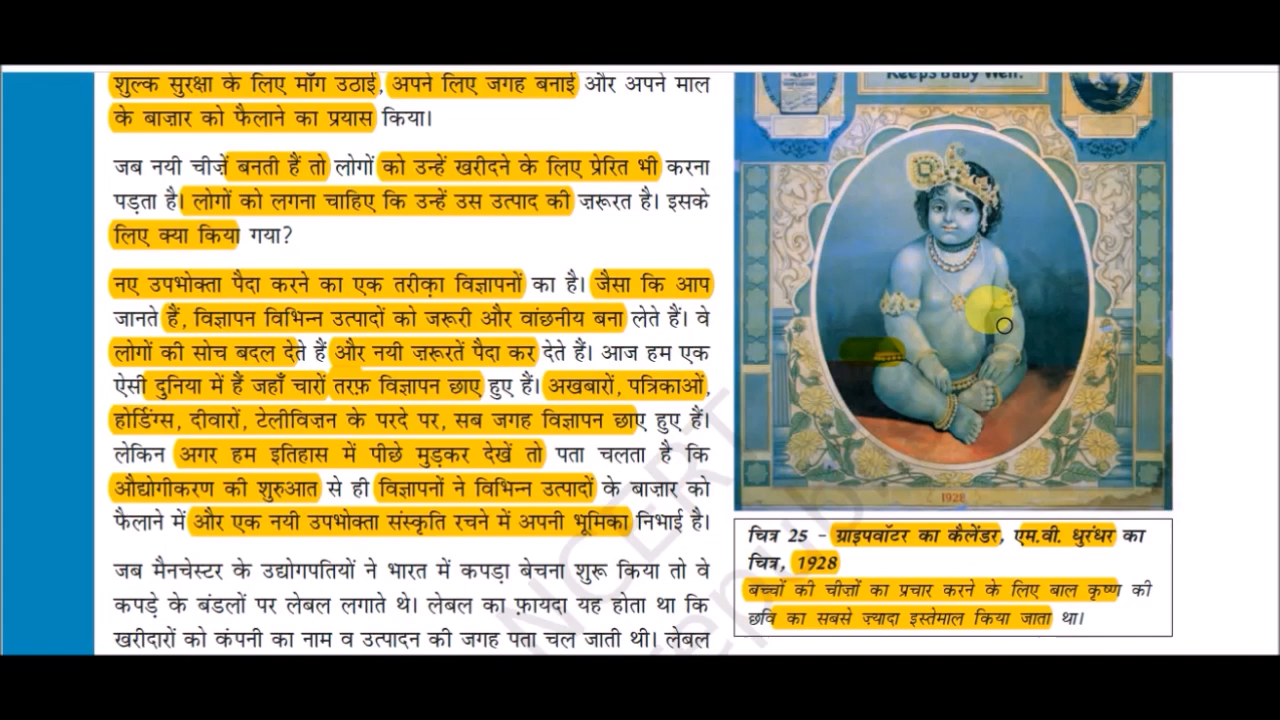 शुल्क सुरक्षा के लिए माँग उठाई, अपने लिए जगह बनाई और अपने माल
के बाज़ार को फैलाने का प्रयास किया।
जब नयी चीज़ें बनती हैं तो लोगों को उन्हें खरीदने के लिए प्रेरित भी करना
पड़ता है। लोगों को लगना चाहिए कि उन्हें उस उत्पाद की ज़रूरत है। इसके
लिए क्या किया गया?
नए उपभोक्ता पैदा करने का एक तरीक़ा विज्ञापनों का है। जैसा कि आप
जानते हैं, विज्ञापन विभिन्न उत्पादों को जरूरी और वांछनीय बना लेते हैं। वे
लोगों की सोच बदल देते हैं और नयी ज़रूरतें पैदा कर देते हैं। आज हम एक
ऐसी दुनिया में हैं जहाँ चारों तरफ़ विज्ञापन छाए हुए हैं। अखबारों, पत्रिकाओं,
होर्डिंग्स, दीवारों, टेलीविज़न के परदे पर, सब जगह विज्ञापन छाए हुए हैं।
लेकिन अगर हम इतिहास में पीछे मुड़कर देखें तो पता चलता है कि
औद्योगीकरण की शुरुआत से ही विज्ञापनों ने विभिन्न उत्पादों के बाज़ार को
फैलाने में और एक नयी उपभोक्ता संस्कृति रचने में अपनी भूमिका निभाई है।
जब मैनचेस्टर के उद्योगपतियों ने भारत में कपड़ा बेचना शुरू किया तो वे
कपड़े के बंडलों पर लेबल लगाते थे। लेबल का फ़ायदा यह होता था कि
खरीदारों को कंपनी का नाम व उत्पादन की जगह पता चल जाती थी। लेबल
Keeps Baby Well.
1928
चित्र 25 - ग्राइपवॉटर का कैलेंडर, एम.वी. धुरंधर का
चित्र, 1928
बच्चों की चीज़ों का प्रचार करने के लिए बाल कृष्ण की
छवि का सबसे ज़्यादा इस्तेमाल किया जाता था।
NCERT